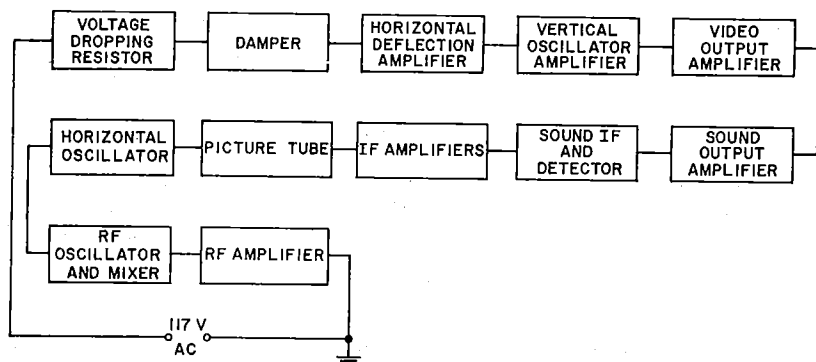 VOLTAGE
DROPPING
RESISTOR
DAMPER
HORIZONTAL
DEFLECTION
AMPLIFIER
VERTICAL
OSCILLATOR
AMPLIFIER
VIDEO
OUTPUT
AMPLIFIER
HORIZONTAL
OSCILLATOR
PICTURE TUBE
IF AMPLIFIERS
SOUND IF
AND
DETECTOR
SOUND
OUTPUT
AMPLIFIER
RF
OSCILLATOR
AND MIXER
RF AMPLIFIER
117 V
AC